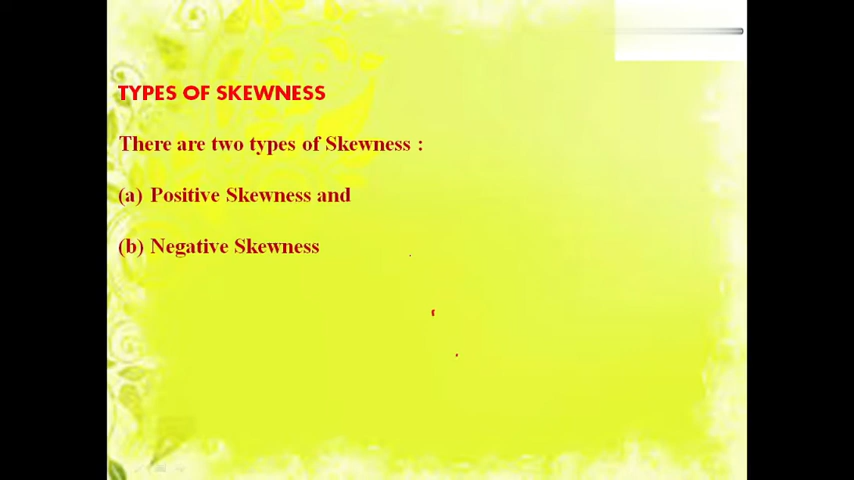 TYPES OF SKEWNESS
There are two types of Skewness :
(a) Positive Skewness and
(b) Negative Skewness